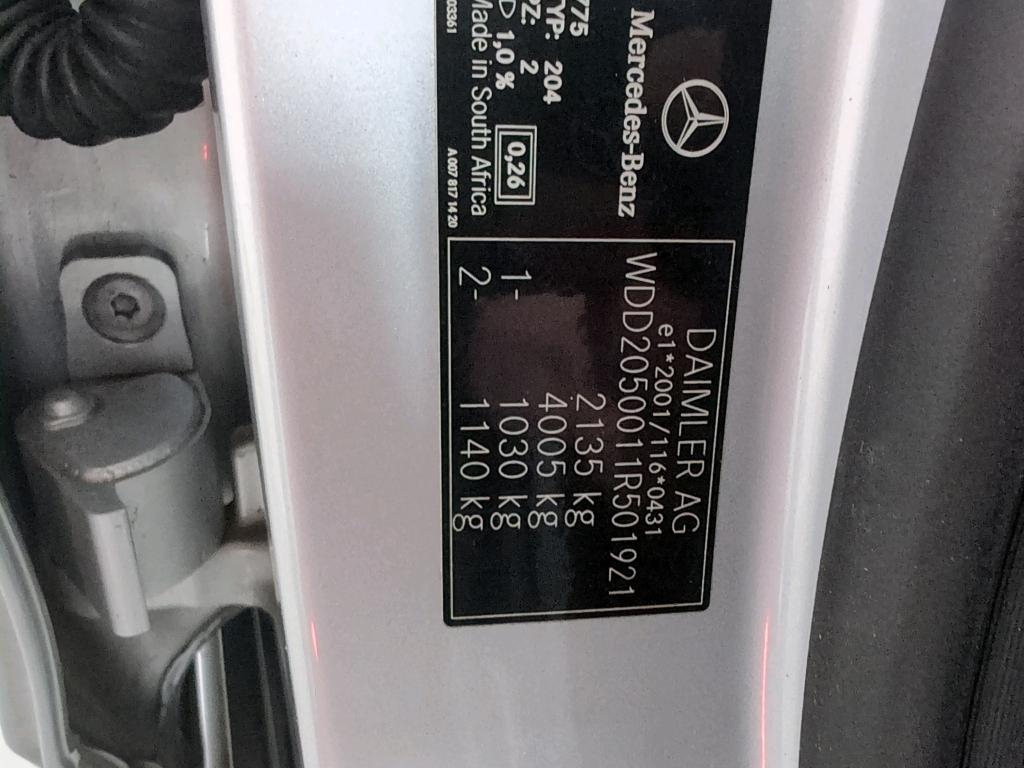 Mercedes-Benz
775
TYP: 204
PZ: 2
D 1,0 %
0,26
Made in South Africa
03361
A 007 817 14 20
DAIMLER AG
e1*2001/116*0431
WDD2050011R501921
2135 kg
4005 kg
1- 1030 kg
2- 1140 kg